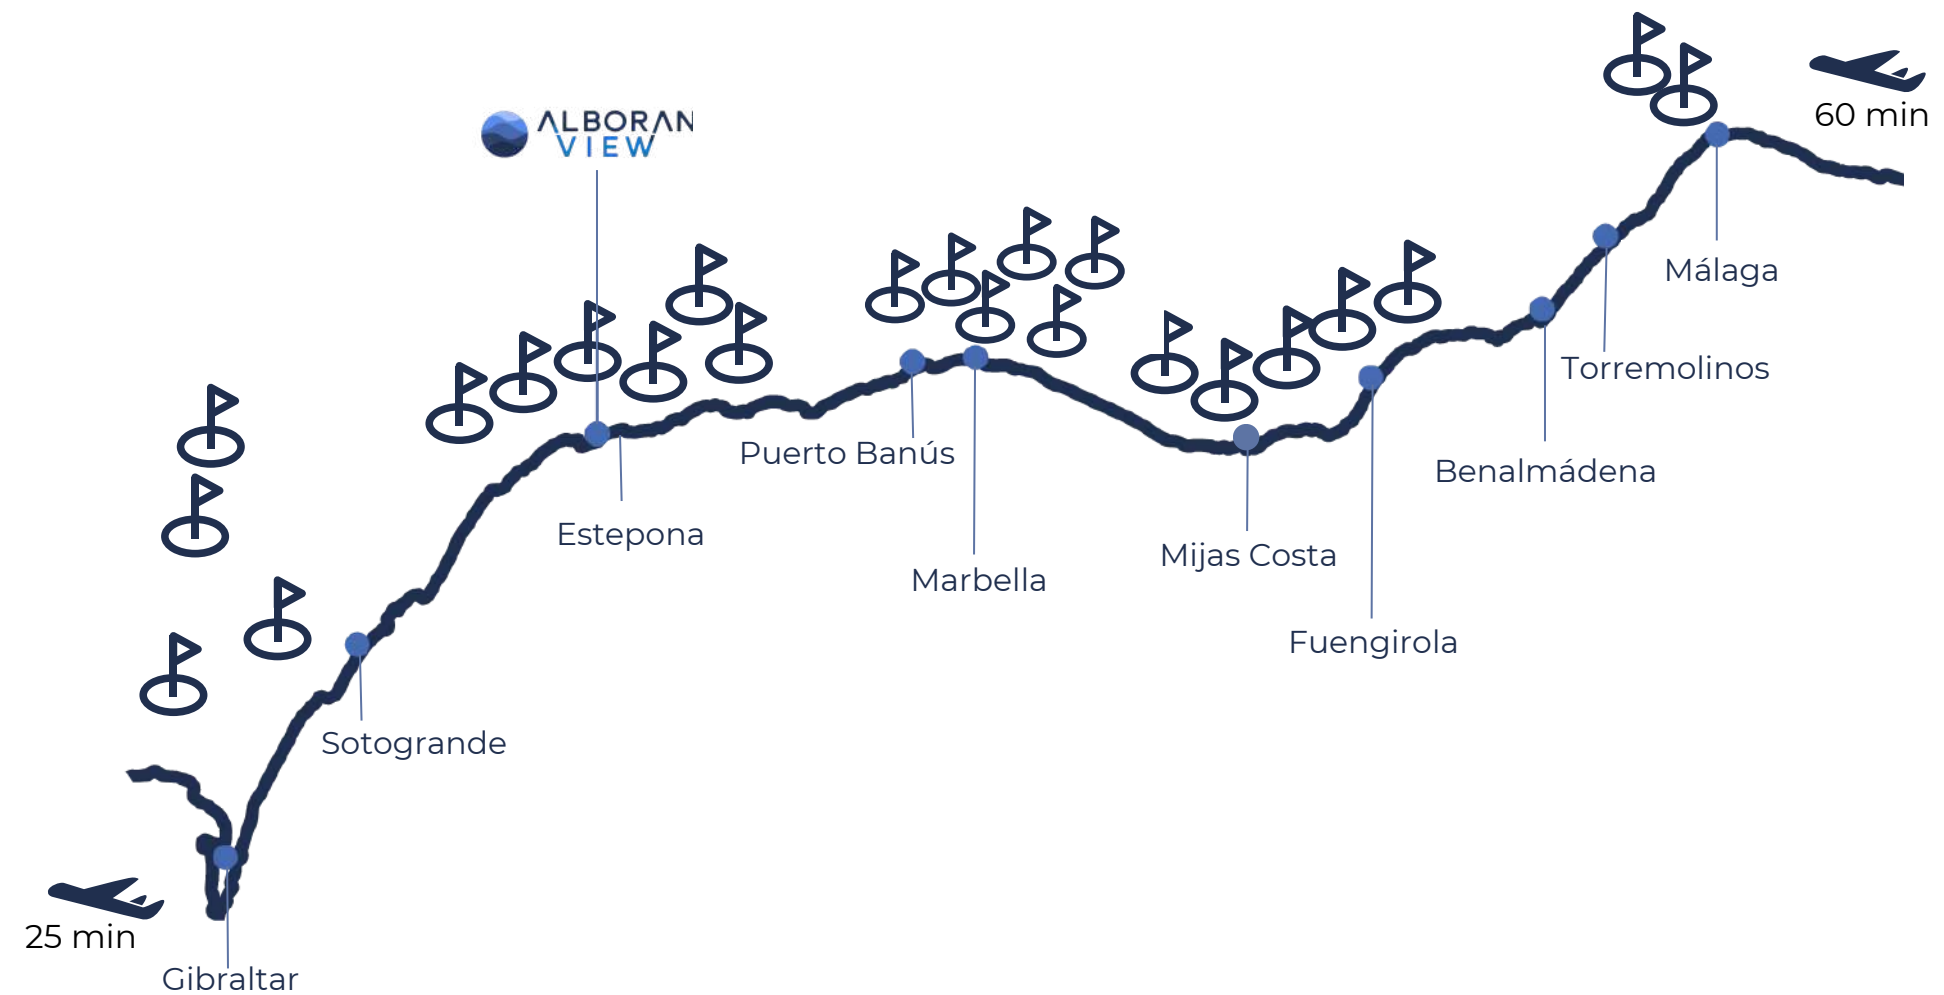 60 min
ALBORAN
VIEW
Málaga
Torremolinos
Puerto Banús
Benalmádena
Estepona
Mijas Costa
Marbella
Fuengirola
Sotogrande
25 min
Gibraltar